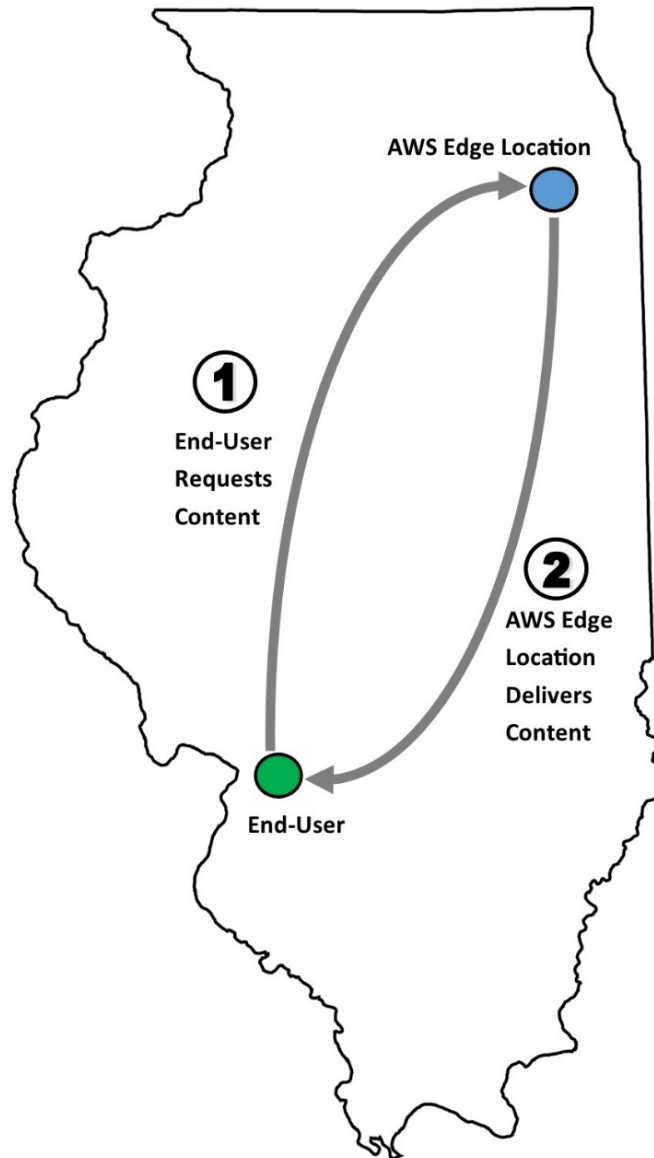 AWS Edge Location
1
End-User
Requests
Content
2
AWS Edge
Location
Delivers
Content
End-User